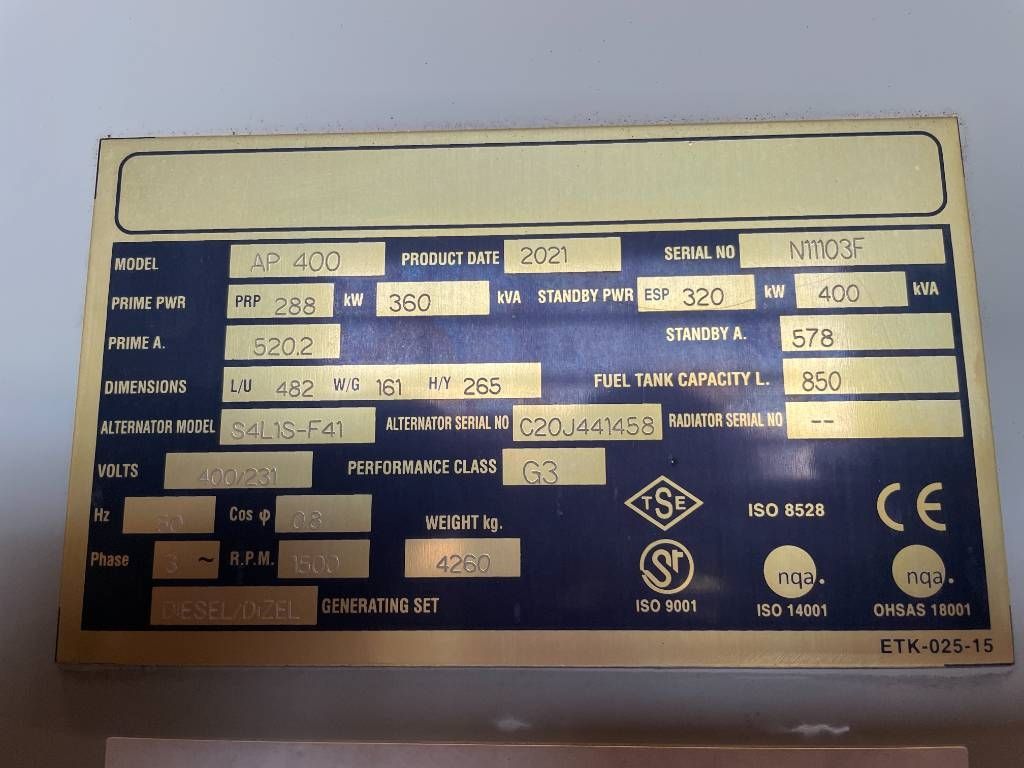 MODEL AP 400 PRODUCT DATE 2021 SERIAL NO N11103F
PRIME PWR PRP 288 kW 360 kVA STANDBY PWR ESP 320 kW 400 kVA
PRIME A. 520.2 STANDBY A. 578
DIMENSIONS L/U 482 W/G 161 H/Y 265 FUEL TANK CAPACITY L. 850
ALTERNATOR MODEL S4L1S-F41 ALTERNATOR SERIAL NO C20J441458 RADIATOR SERIAL NO --
VOLTS 400/231 PERFORMANCE CLASS G3
TSE ISO 8528 CE
Hz 50 Cos φ 0.8 WEIGHT kg.
Phase 3 ~ R.P.M. 1500 4260
nqa. nqa.
ISO 9001 ISO 14001 OHSAS 18001
DIESEL/DİZEL GENERATING SET
ETK-025-15